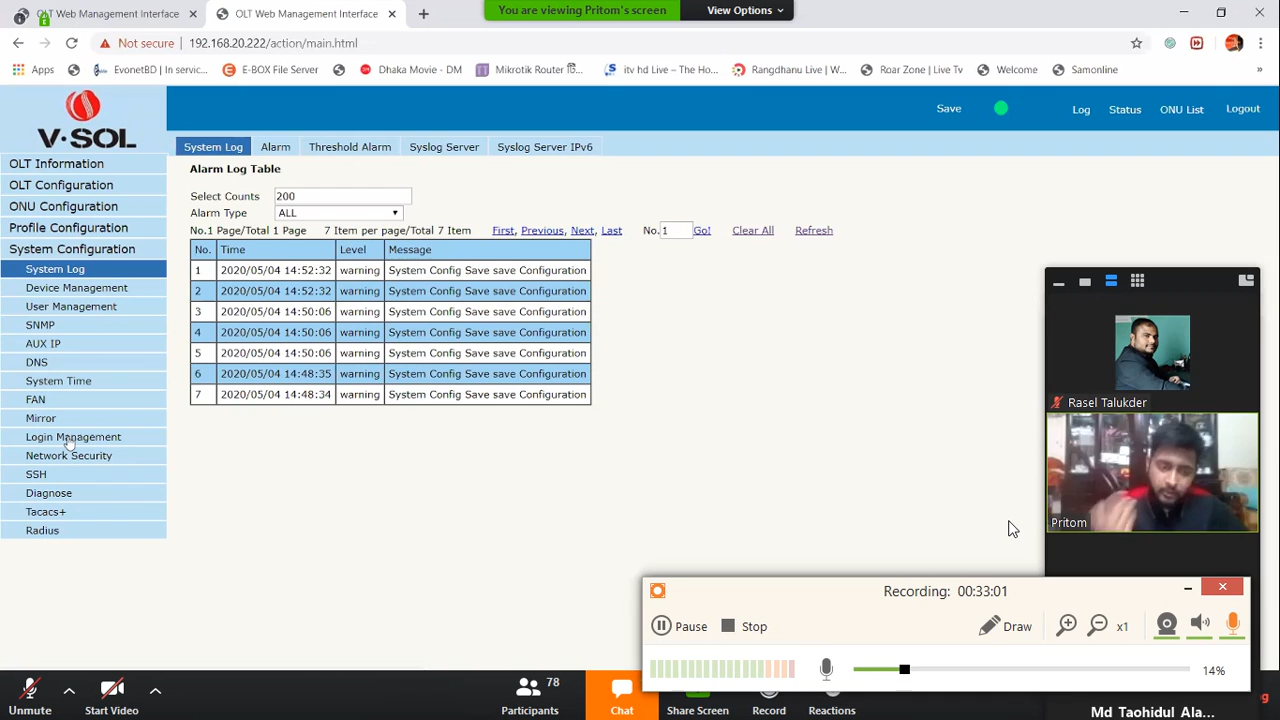 OLT Web Management Interface
OLT Web Management Interface
You are viewing Pritom's screen
View Options
Not secure
192.168.20.222/action/main.html
Apps
EvonetBD | In servic...
E-BOX File Server
Dhaka Movie - DM
Mikrotik Router
itv hd Live – The Ho...
Rangdhanu Live | W...
Roar Zone | Live Tv
Welcome
Samonline
V·SOL
Save
Log
Status
ONU List
Logout
OLT Information
OLT Configuration
ONU Configuration
Profile Configuration
System Configuration
System Log
Device Management
User Management
SNMP
AUX IP
DNS
System Time
FAN
Mirror
Login Management
Network Security
SSH
Diagnose
Tacacs+
Radius
System Log
Alarm
Threshold Alarm
Syslog Server
Syslog Server IPv6
Alarm Log Table
Select Counts 200
Alarm Type ALL
No.1 Page/Total 1 Page 7 Item per page/Total 7 Item First, Previous, Next, Last No. 1 Go! Clear All Refresh
No. Time Level Message
1 2020/05/04 14:52:32 warning System Config Save save Configuration
2 2020/05/04 14:52:32 warning System Config Save save Configuration
3 2020/05/04 14:50:06 warning System Config Save save Configuration
4 2020/05/04 14:50:06 warning System Config Save save Configuration
5 2020/05/04 14:50:06 warning System Config Save save Configuration
6 2020/05/04 14:48:35 warning System Config Save save Configuration
7 2020/05/04 14:48:34 warning System Config Save save Configuration
Rasel Talukder
Pritom
Recording: 00:33:01
Pause
Stop
Draw
x1
14%
Unmute
Start Video
78
Participants
Chat
Share Screen
Record
Reactions
Md Taohidul Ala...